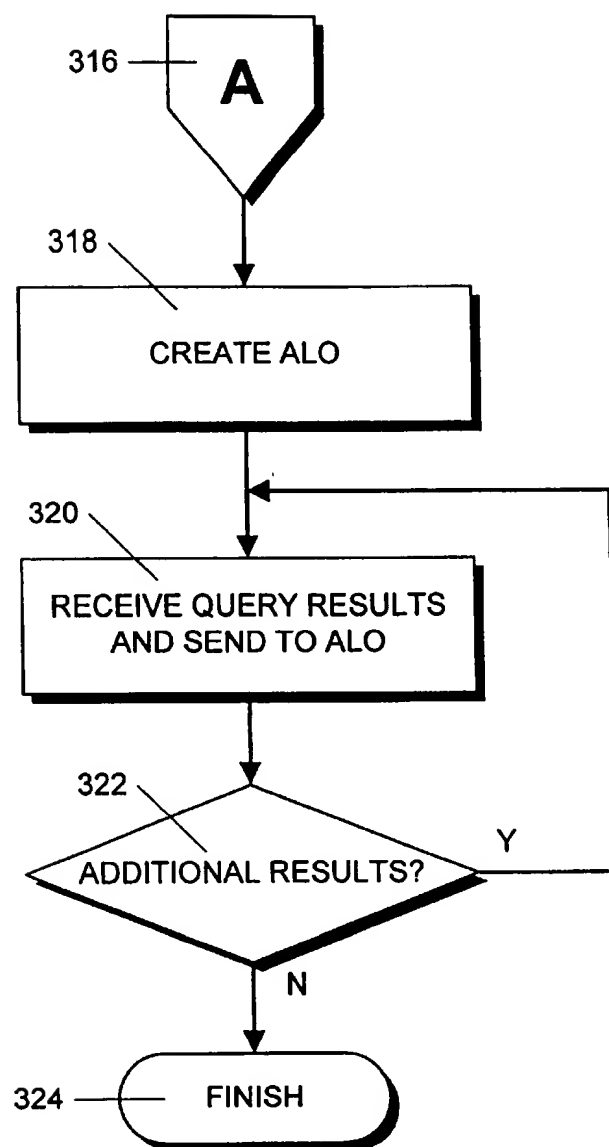 316
A
318
CREATE ALO
320
RECEIVE QUERY RESULTS
AND SEND TO ALO
322
ADDITIONAL RESULTS?
Y
N
324
FINISH